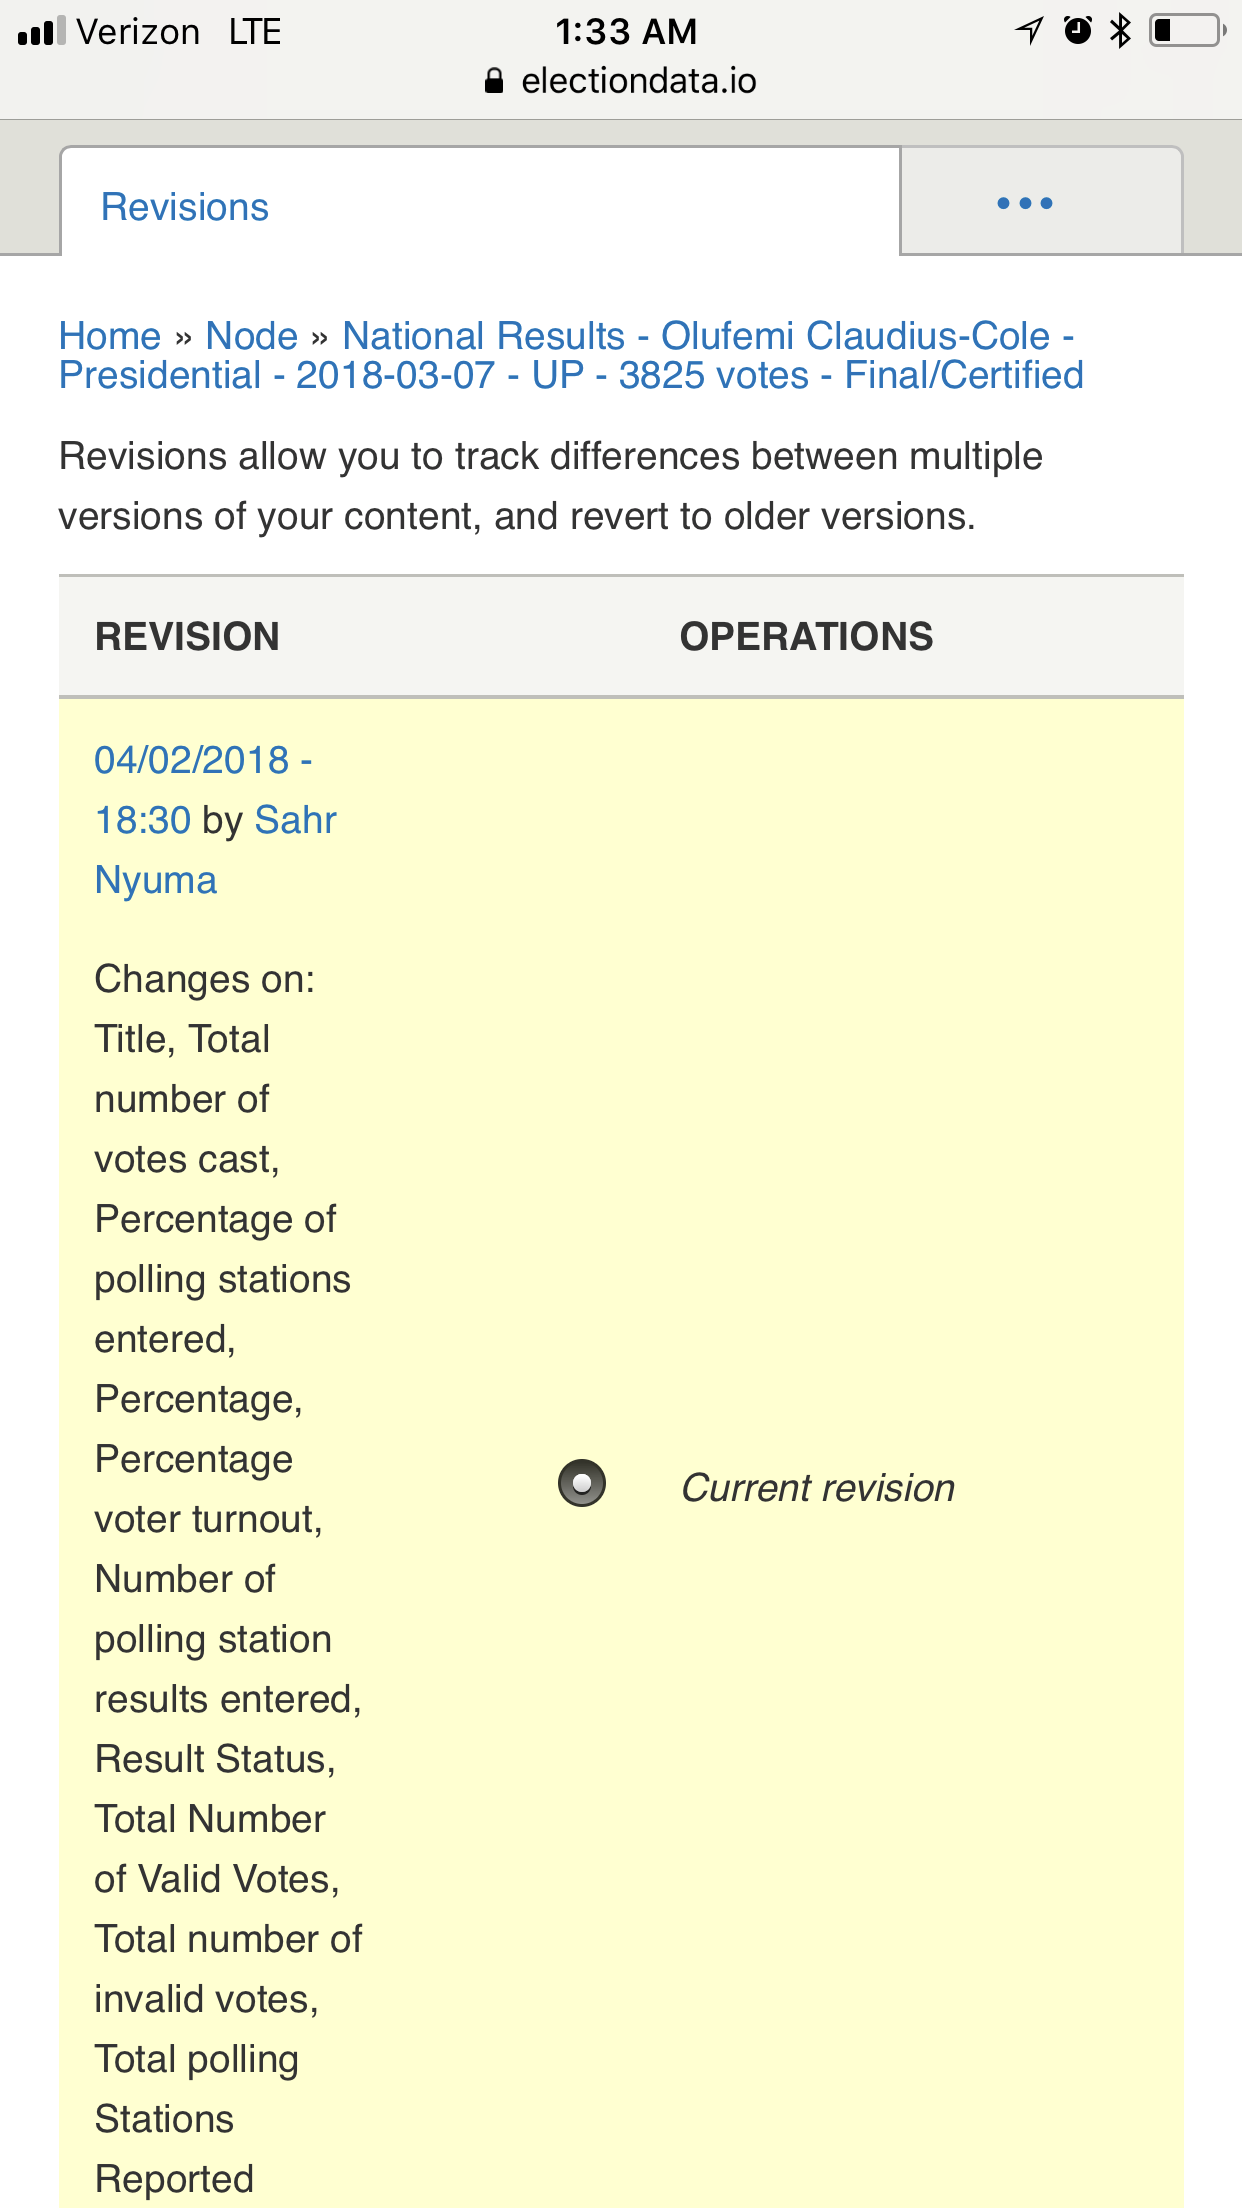 Verizon LTE 1:33 AM
electiondata.io
Revisions
Home » Node » National Results - Olufemi Claudius-Cole -
Presidential - 2018-03-07 - UP - 3825 votes - Final/Certified
Revisions allow you to track differences between multiple
versions of your content, and revert to older versions.
REVISION OPERATIONS
04/02/2018 -
18:30 by Sahr
Nyuma
Changes on:
Title, Total
number of
votes cast,
Percentage of
polling stations
entered,
Percentage,
Percentage
voter turnout,
Number of
polling station
results entered,
Result Status,
Total Number
of Valid Votes,
Total number of
invalid votes,
Total polling
Stations
Reported
Current revision